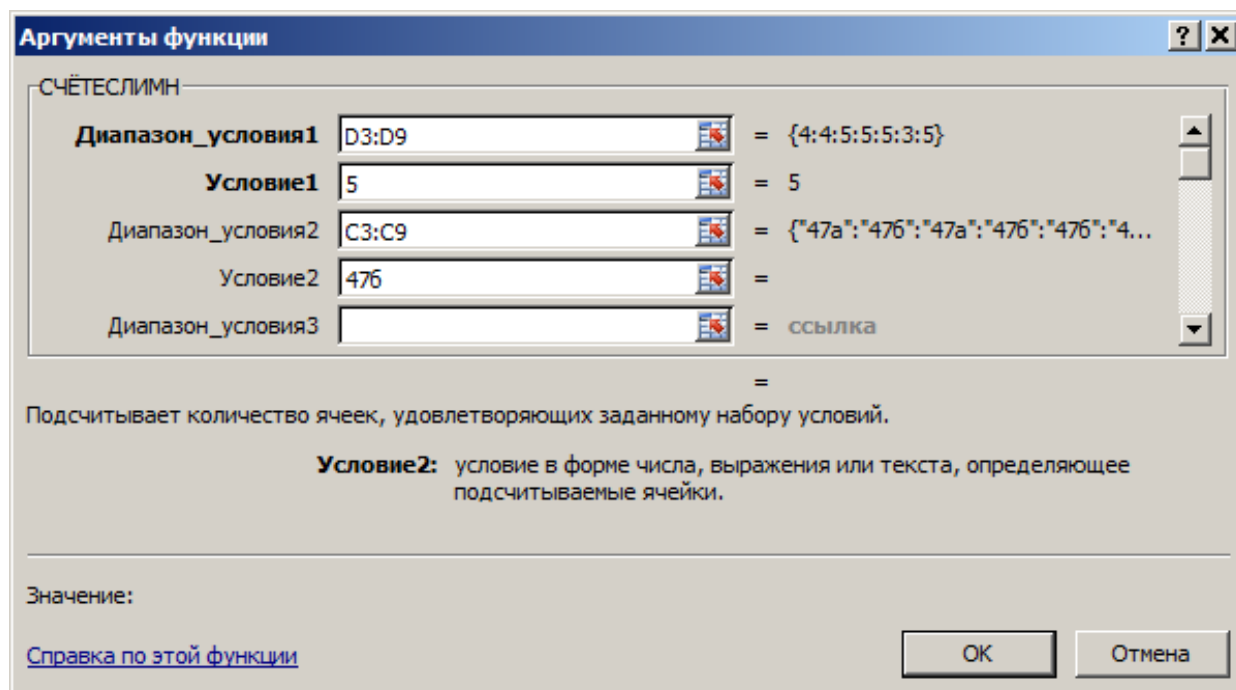 Аргументы функции
СЧЁТЕСЛИМН
Диапазон_условия1 D3:D9 = {4:4:5:5:5:3:5}
Условие1 5 = 5
Диапазон_условия2 C3:C9 = {"47а":"47б":"47а":"47б":"47б":"4...
Условие2 47б =
Диапазон_условия3 = ссылка
=
Подсчитывает количество ячеек, удовлетворяющих заданному набору условий.
Условие2: условие в форме числа, выражения или текста, определяющее
подсчитываемые ячейки.
Значение:
Справка по этой функции
ОК Отмена